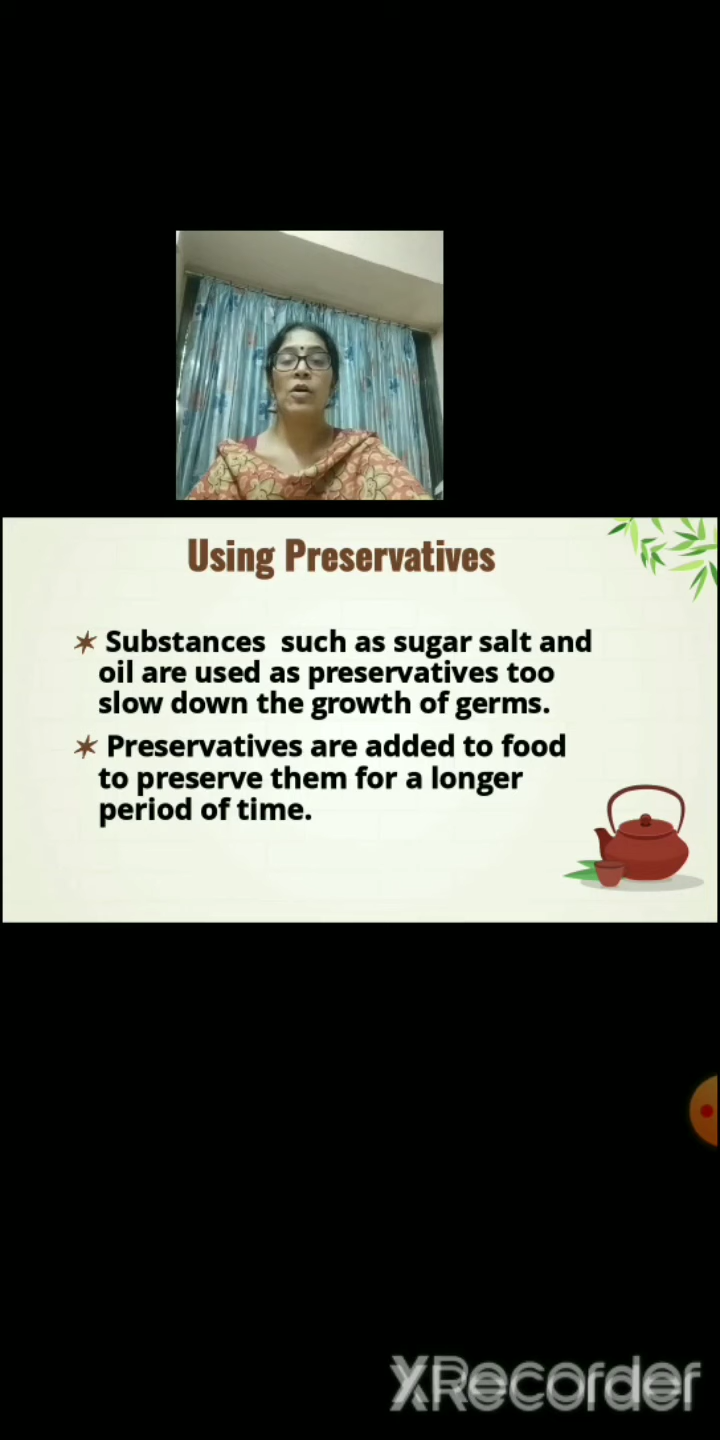 Using Preservatives
Substances such as sugar salt and
oil are used as preservatives too
slow down the growth of germs.
Preservatives are added to food
to preserve them for a longer
period of time.
XRecorder